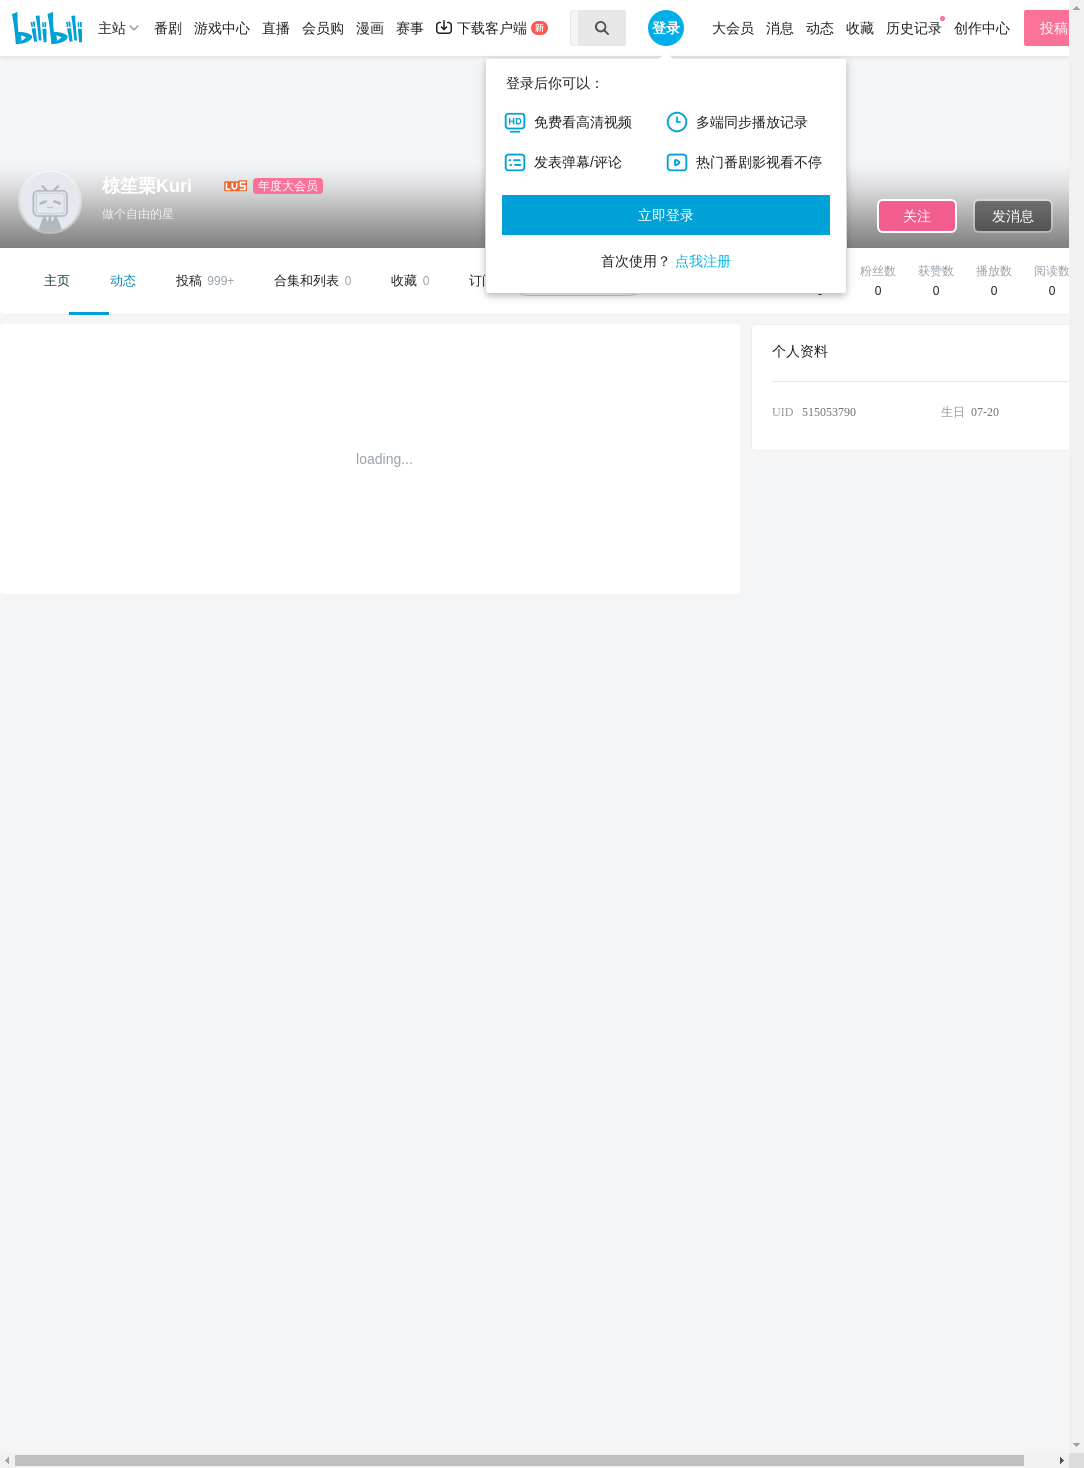 bilibili 主站 番剧 游戏中心 直播 会员购 漫画 赛事 下载客户端 新 登录 大会员 消息 动态 收藏 历史记录 创作中心 投稿
登录后你可以：
HD 免费看高清视频 多端同步播放记录
发表弹幕/评论 热门番剧影视看不停
立即登录
首次使用？ 点我注册
椋笙栗Kuri LV5 年度大会员
做个自由的星
关注 发消息
主页 动态 投稿 999+ 合集和列表 0 收藏 0
粉丝数 获赞数 播放数 阅读数
0 0 0 0
loading...
个人资料
UID 515053790 生日 07-20